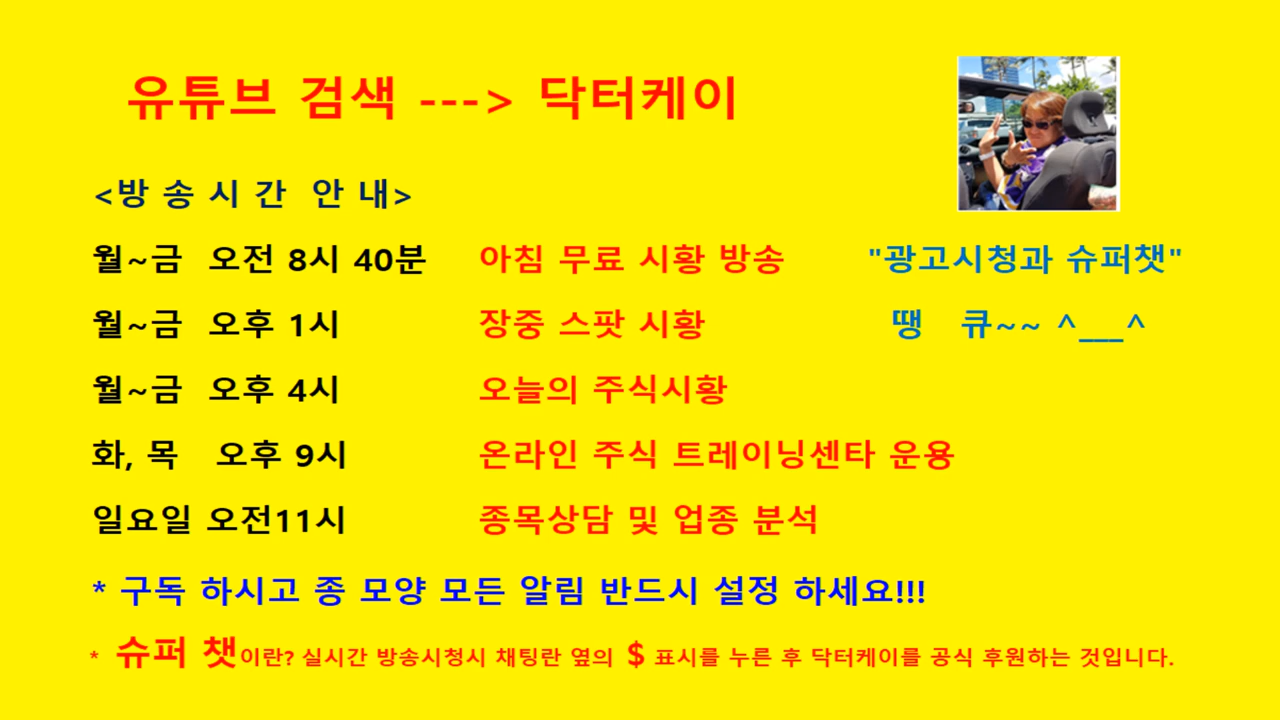 유튜브 검색 ---> 닥터케이
<방 송 시 간 안 내>
월~금 오전 8시 40분 아침 무료 시황 방송 "광고시청과 슈퍼챗"
월~금 오후 1시 장중 스팟 시황 땡 큐~~ ^___^
월~금 오후 4시 오늘의 주식시황
화, 목 오후 9시 온라인 주식 트레이닝센타 운용
일요일 오전11시 종목상담 및 업종 분석
* 구독 하시고 종 모양 모든 알림 반드시 설정 하세요!!!
* 슈퍼 챗이란? 실시간 방송시청시 채팅란 옆의 $ 표시를 누른 후 닥터케이를 공식 후원하는 것입니다.